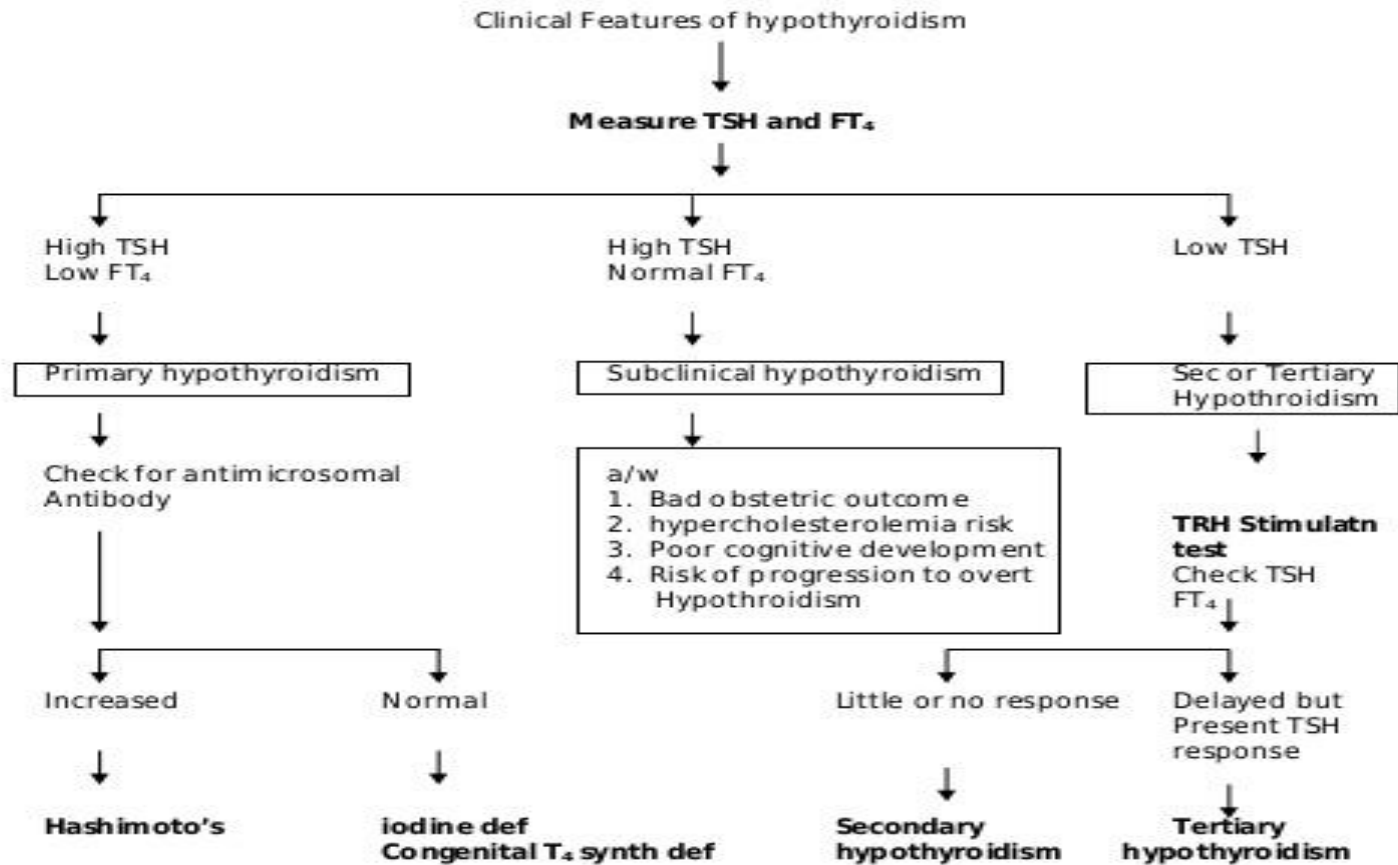 Clinical Features of hypothyroidism
Measure TSH and FT₄
High TSH
Low FT₄
High TSH
Normal FT₄
Low TSH
Primary hypothyroidism
Subclinical hypothyroidism
Sec or Tertiary
Hypothroidism
Check for antimicrosomal
Antibody
a/w
1. Bad obstetric outcome
2. hypercholesterolemia risk
3. Poor cognitive development
4. Risk of progression to overt
Hypothroidism
TRH Stimulatn
test
Check TSH
FT₄
Increased
Normal
Little or no response
Delayed but
Present TSH
response
Hashimoto's
iodine def
Congenital T₄ synth def
Secondary
hypothyroidism
Tertiary
hypothyroidism